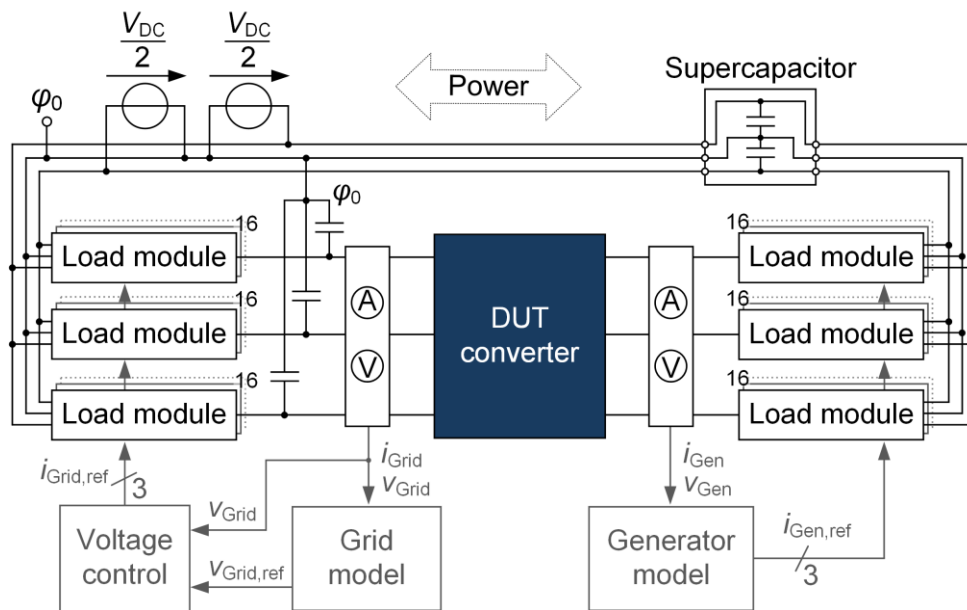 V_DC/2
V_DC/2
Power
Supercapacitor
φ₀
φ₀
16
Load module
16
Load module
16
Load module
A
V
DUT
converter
A
V
16
Load module
16
Load module
16
Load module
i_Grid,ref
3
i_Grid
v_Grid
v_Grid
v_Grid,ref
Voltage
control
Grid
model
i_Gen
v_Gen
Generator
model
i_Gen,ref
3